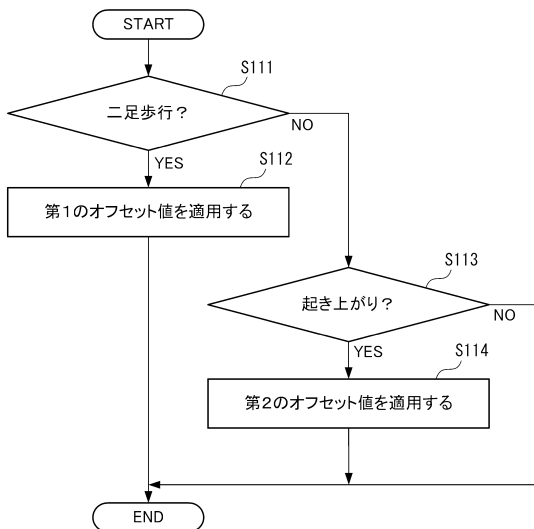 START
S111
二足歩行？
NO
YES
S112
第１のオフセット値を適用する
S113
起き上がり？
NO
YES
S114
第２のオフセット値を適用する
END